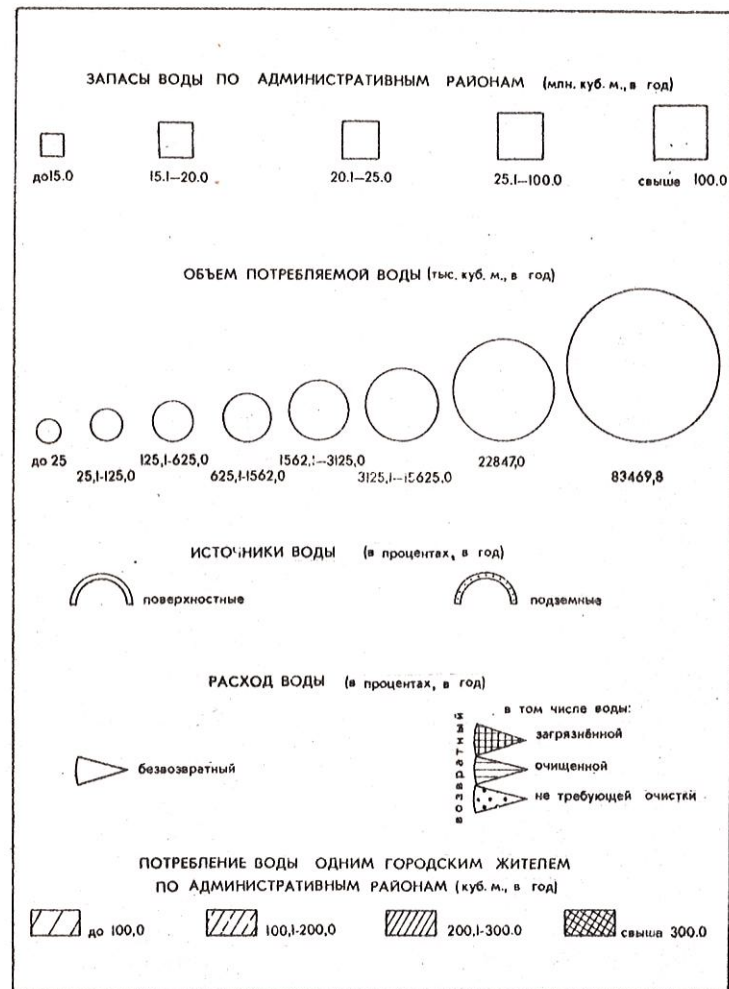 ЗАПАСЫ ВОДЫ ПО АДМИНИСТРАТИВНЫМ РАЙОНАМ (млн. куб. м., в год)
до15.0 15.1—20.0 20.1—25.0 25.1—100.0 свыше 100.0
ОБЪЕМ ПОТРЕБЛЯЕМОЙ ВОДЫ (тыс. куб. м., в год)
до 25 125,1-625,0 1562,1—3125,0 22847,0
25,1-125,0 625,1-1562,0 3125,1—15625.0 83469,8
ИСТОЧНИКИ ВОДЫ (в процентах, в год)
поверхностные подземные
РАСХОД ВОДЫ (в процентах, в год)
в том числе воды:
возвратный
загрязнённой
безвозвратный очищенной
не требующей очистки
ПОТРЕБЛЕНИЕ ВОДЫ ОДНИМ ГОРОДСКИМ ЖИТЕЛЕМ
ПО АДМИНИСТРАТИВНЫМ РАЙОНАМ (куб. м., в год)
до 100,0 100,1-200,0 200,1-300.0 свыша 300.0